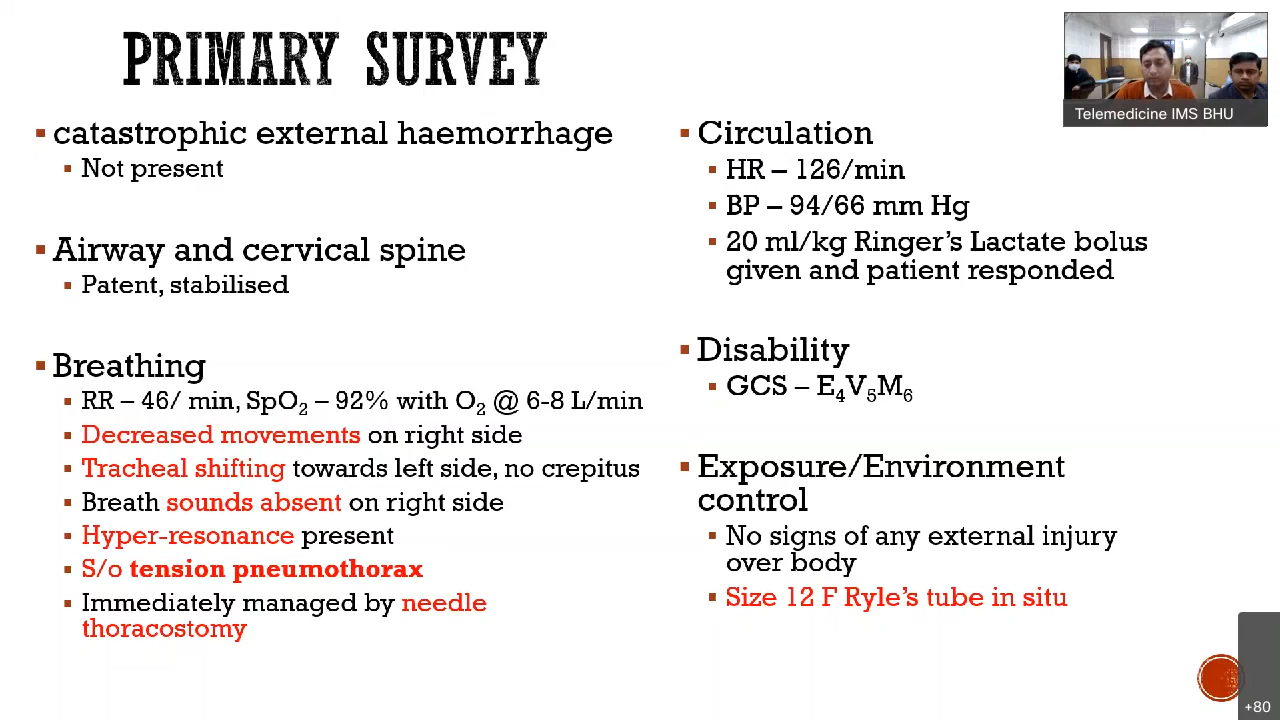 PRIMARY SURVEY
▪ catastrophic external haemorrhage
▪ Not present
▪ Airway and cervical spine
▪ Patent, stabilised
▪ Breathing
▪ RR – 46/ min, SpO₂ – 92% with O₂ @ 6-8 L/min
▪ Decreased movements on right side
▪ Tracheal shifting towards left side, no crepitus
▪ Breath sounds absent on right side
▪ Hyper-resonance present
▪ S/o tension pneumothorax
▪ Immediately managed by needle
thoracostomy
▪ Circulation
▪ HR – 126/min
▪ BP – 94/66 mm Hg
▪ 20 ml/kg Ringer’s Lactate bolus
given and patient responded
▪ Disability
▪ GCS – E₄V₅M₆
▪ Exposure/Environment
control
▪ No signs of any external injury
over body
▪ Size 12 F Ryle’s tube in situ
Telemedicine IMS BHU
+80